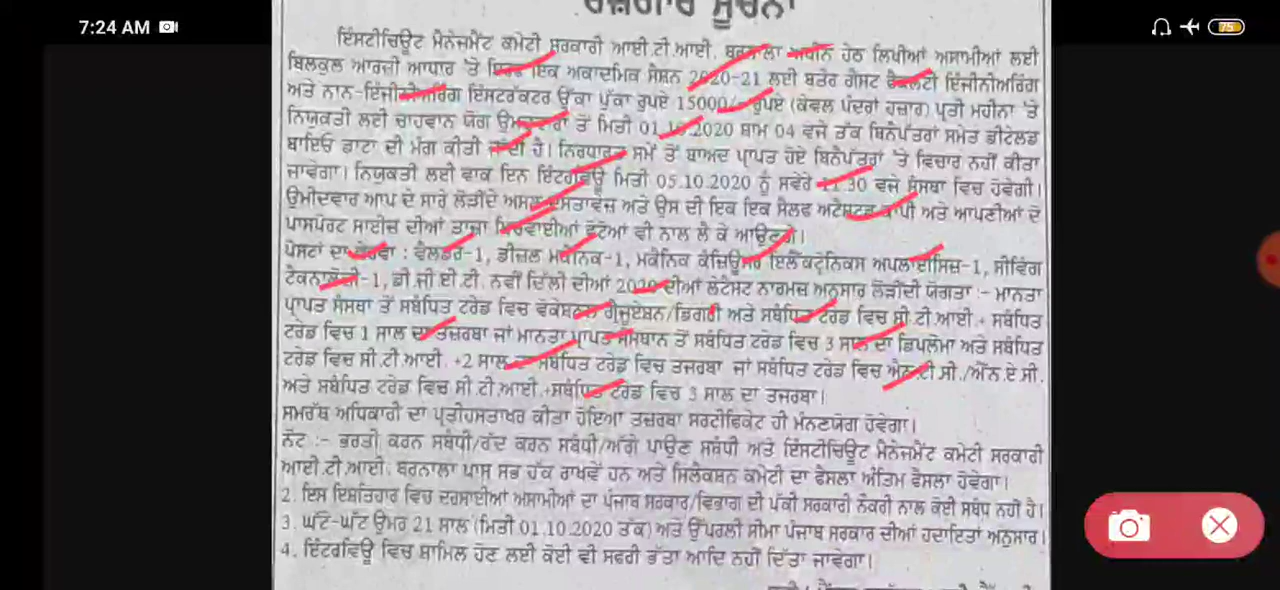 7:24 AM
75
ਰੋਜ਼ਗਾਰ ਸੂਚਨਾ
ਇੰਸਟੀਚਿਊਟ ਮੈਨੇਜਮੈਂਟ ਕਮੇਟੀ ਸਰਕਾਰੀ ਆਈ.ਟੀ.ਆਈ. ਬਰਨਾਲਾ ਅਧੀਨ ਹੇਠ ਲਿਖੀਆਂ ਅਸਾਮੀਆਂ ਲਈ
ਬਿਲਕੁਲ ਆਰਜ਼ੀ ਆਧਾਰ 'ਤੇ ਸਿਰਫ ਇਕ ਅਕਾਦਮਿਕ ਸੈਸ਼ਨ 2020-21 ਲਈ ਬਤੌਰ ਗੈਸਟ ਫੈਕਲਟੀ ਇੰਜੀਨੀਅਰਿੰਗ
ਅਤੇ ਨਾਨ-ਇੰਜੀਨੀਅਰਿੰਗ ਇੰਸਟਰੱਕਟਰ ਉੱਕਾ ਪੁੱਕਾ ਰੁਪਏ 15000/- ਰੁਪਏ (ਕੇਵਲ ਪੰਦਰਾਂ ਹਜ਼ਾਰ) ਪ੍ਰਤੀ ਮਹੀਨਾ 'ਤੇ
ਨਿਯੁਕਤੀ ਲਈ ਚਾਹਵਾਨ ਯੋਗ ਉਮੀਦਵਾਰਾਂ ਤੋਂ ਮਿਤੀ 01.10.2020 ਸ਼ਾਮ 04 ਵਜੇ ਤੱਕ ਬਿਨੈਪੱਤਰਾਂ ਸਮੇਤ ਡੀਟੇਲਡ
ਬਾਇਓ ਡਾਟਾ ਦੀ ਮੰਗ ਕੀਤੀ ਜਾਂਦੀ ਹੈ। ਨਿਰਧਾਰਤ ਸਮੇਂ ਤੋਂ ਬਾਅਦ ਪ੍ਰਾਪਤ ਹੋਏ ਬਿਨੈਪੱਤਰਾਂ 'ਤੇ ਵਿਚਾਰ ਨਹੀਂ ਕੀਤਾ
ਜਾਵੇਗਾ। ਨਿਯੁਕਤੀ ਲਈ ਵਾਕ ਇਨ ਇੰਟਰਵਿਊ ਮਿਤੀ 05.10.2020 ਨੂੰ ਸਵੇਰੇ 11.30 ਵਜੇ ਸੰਸਥਾ ਵਿਚ ਹੋਵੇਗੀ।
ਉਮੀਦਵਾਰ ਆਪ ਦੇ ਸਾਰੇ ਲੋੜੀਂਦੇ ਅਸਲ ਦਸਤਾਵੇਜ਼ ਅਤੇ ਉਸ ਦੀ ਇਕ ਇਕ ਸੈਲਫ ਅਟੈਸਟਡ ਕਾਪੀ ਅਤੇ ਆਪਣੀਆਂ ਦੋ
ਪਾਸਪੋਰਟ ਸਾਈਜ਼ ਦੀਆਂ ਤਾਜ਼ਾ ਖਿਚਵਾਈਆਂ ਫੋਟੋਆਂ ਵੀ ਨਾਲ ਲੈ ਕੇ ਆਉਣਗੇ।
ਪੋਸਟਾਂ ਦਾ ਵੇਰਵਾ : ਵੈਲਡਰ-1, ਡੀਜ਼ਲ ਮਕੈਨਿਕ-1, ਮਕੈਨਿਕ ਕੰਜ਼ਿਊਮਰ ਇਲੈਕਟ੍ਰੋਨਿਕਸ ਅਪਲਾਈਂਸਿਜ਼-1, ਸੀਵਿੰਗ
ਟੈਕਨਾਲੋਜੀ-1, ਡੀ.ਜੀ.ਈ.ਟੀ. ਨਵੀਂ ਦਿੱਲੀ ਦੀਆਂ 2020 ਦੀਆਂ ਲੇਟੈਸਟ ਨਾਰਮਜ਼ ਅਨੁਸਾਰ ਲੋੜੀਂਦੀ ਯੋਗਤਾ :- ਮਾਨਤਾ
ਪ੍ਰਾਪਤ ਸੰਸਥਾ ਤੋਂ ਸਬੰਧਿਤ ਟਰੇਡ ਵਿਚ ਵੋਕੇਸ਼ਨਲ ਗ੍ਰੈਜੂਏਸ਼ਨ/ਡਿਗਰੀ ਅਤੇ ਸਬੰਧਿਤ ਟਰੇਡ ਵਿਚ ਸੀ.ਟੀ.ਆਈ.+ ਸਬੰਧਿਤ
ਟਰੇਡ ਵਿਚ 1 ਸਾਲ ਦਾ ਤਜ਼ਰਬਾ ਜਾਂ ਮਾਨਤਾ ਪ੍ਰਾਪਤ ਸੰਸਥਾਨ ਤੋਂ ਸਬੰਧਿਤ ਟਰੇਡ ਵਿਚ 3 ਸਾਲ ਦਾ ਡਿਪਲੋਮਾ ਅਤੇ ਸਬੰਧਿਤ
ਟਰੇਡ ਵਿਚ ਸੀ.ਟੀ.ਆਈ. +2 ਸਾਲ ਦਾ ਸਬੰਧਿਤ ਟਰੇਡ ਵਿਚ ਤਜਰਬਾ ਜਾਂ ਸਬੰਧਿਤ ਟਰੇਡ ਵਿਚ ਐਨ.ਟੀ.ਸੀ./ਐਨ.ਏ.ਸੀ.
ਅਤੇ ਸਬੰਧਿਤ ਟਰੇਡ ਵਿਚ ਸੀ.ਟੀ.ਆਈ.+ਸਬੰਧਿਤ ਟਰੇਡ ਵਿਚ 3 ਸਾਲ ਦਾ ਤਜਰਬਾ।
ਸਮਰੱਥ ਅਧਿਕਾਰੀ ਦਾ ਪ੍ਰਤੀਹਸਤਾਖਰ ਕੀਤਾ ਹੋਇਆ ਤਜ਼ਰਬਾ ਸਰਟੀਫਿਕੇਟ ਹੀ ਮੰਨਣਯੋਗ ਹੋਵੇਗਾ।
ਨੋਟ :- ਭਰਤੀ ਕਰਨ ਸਬੰਧੀ/ਰੱਦ ਕਰਨ ਸਬੰਧੀ/ਅੱਗੇ ਪਾਉਣ ਸਬੰਧੀ ਅਤੇ ਇੰਸਟੀਚਿਊਟ ਮੈਨੇਜਮੈਂਟ ਕਮੇਟੀ ਸਰਕਾਰੀ
ਆਈ.ਟੀ.ਆਈ. ਬਰਨਾਲਾ ਪਾਸ ਸਭ ਹੱਕ ਰਾਖਵੇਂ ਹਨ ਅਤੇ ਸਿਲੈਕਸ਼ਨ ਕਮੇਟੀ ਦਾ ਫੈਸਲਾ ਅੰਤਿਮ ਫੈਸਲਾ ਹੋਵੇਗਾ।
2. ਇਸ ਇਸ਼ਤਿਹਾਰ ਵਿਚ ਦਰਸਾਈਆਂ ਅਸਾਮੀਆਂ ਦਾ ਪੰਜਾਬ ਸਰਕਾਰ/ਵਿਭਾਗ ਦੀ ਪੱਕੀ ਸਰਕਾਰੀ ਨੌਕਰੀ ਨਾਲ ਕੋਈ ਸਬੰਧ ਨਹੀਂ ਹੈ।
3. ਘੱਟੋ-ਘੱਟ ਉਮਰ 21 ਸਾਲ (ਮਿਤੀ 01.10.2020 ਤੱਕ) ਅਤੇ ਉੱਪਰਲੀ ਸੀਮਾ ਪੰਜਾਬ ਸਰਕਾਰ ਦੀਆਂ ਹਦਾਇਤਾਂ ਅਨੁਸਾਰ।
4. ਇੰਟਰਵਿਊ ਵਿਚ ਸ਼ਾਮਿਲ ਹੋਣ ਲਈ ਕੋਈ ਵੀ ਸਫਰੀ ਭੱਤਾ ਆਦਿ ਨਹੀਂ ਦਿੱਤਾ ਜਾਵੇਗਾ।